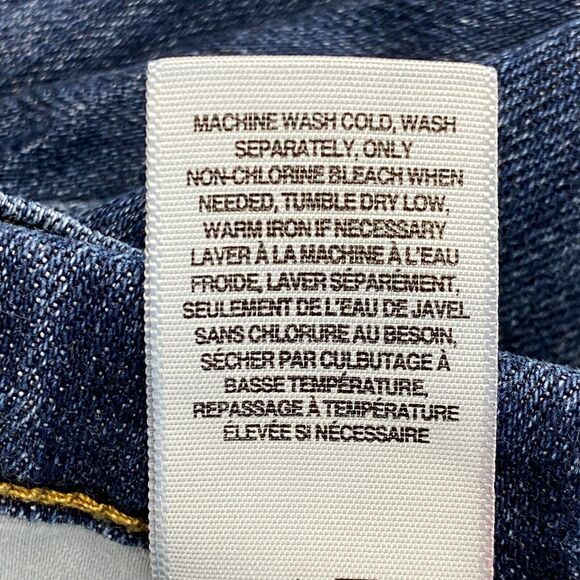 MACHINE WASH COLD, WASH
SEPARATELY, ONLY
NON-CHLORINE BLEACH WHEN
NEEDED, TUMBLE DRY LOW,
WARM IRON IF NECESSARY
LAVER À LA MACHINE À L'EAU
FROIDE, LAVER SÉPARÉMENT,
SEULEMENT DE L'EAU DE JAVEL
SANS CHLORURE AU BESOIN,
SÉCHER PAR CULBUTAGE À
BASSE TEMPÉRATURE,
REPASSAGE À TEMPÉRATURE
ÉLEVÉE SI NÉCESSAIRE